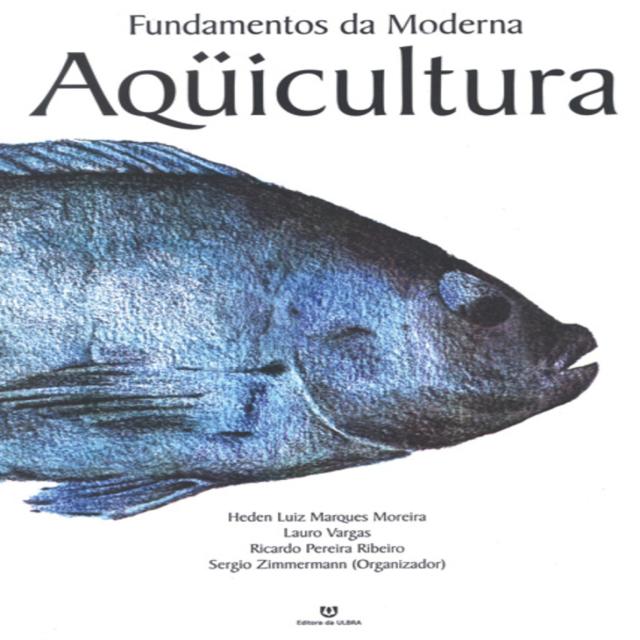 Fundamentos da Moderna
Aqüicultura
Heden Luiz Marques Moreira
Lauro Vargas
Ricardo Pereira Ribeiro
Sergio Zimmermann (Organizador)
Editora da ULBRA